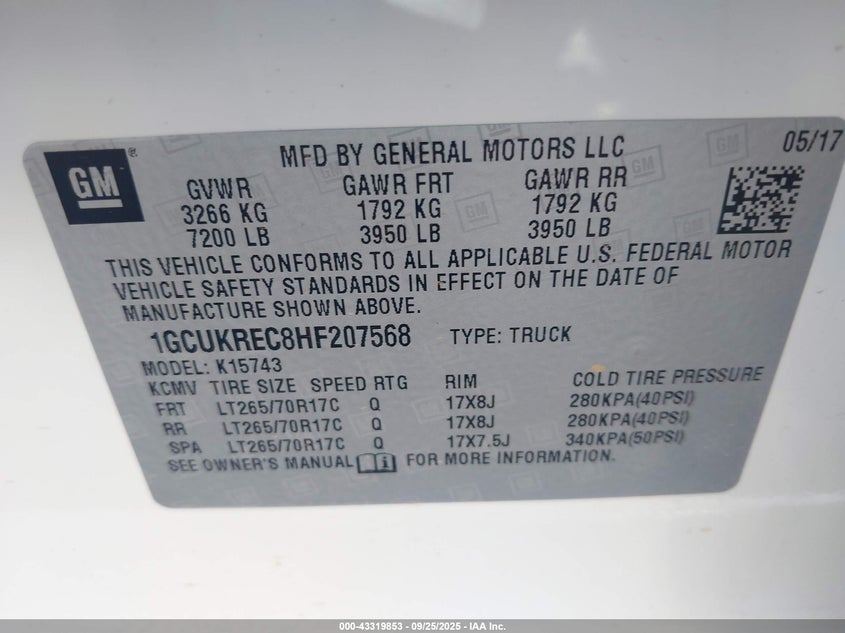 GM®
MFD BY GENERAL MOTORS LLC
05/17
GVWR GAWR FRT GAWR RR
3266 KG 1792 KG 1792 KG
7200 LB 3950 LB 3950 LB
THIS VEHICLE CONFORMS TO ALL APPLICABLE U.S. FEDERAL MOTOR
VEHICLE SAFETY STANDARDS IN EFFECT ON THE DATE OF
MANUFACTURE SHOWN ABOVE.
1GCUKREC8HF207568 TYPE: TRUCK
MODEL: K15743
KCMV TIRE SIZE SPEED RTG RIM COLD TIRE PRESSURE
FRT LT265/70R17C Q 17X8J 280KPA(40PSI)
RR LT265/70R17C Q 17X8J 280KPA(40PSI)
SPA LT265/70R17C Q 17X7.5J 340KPA(50PSI)
SEE OWNER'S MANUAL i FOR MORE INFORMATION.
000-43319853 - 09/25/2025 - IAA Inc.